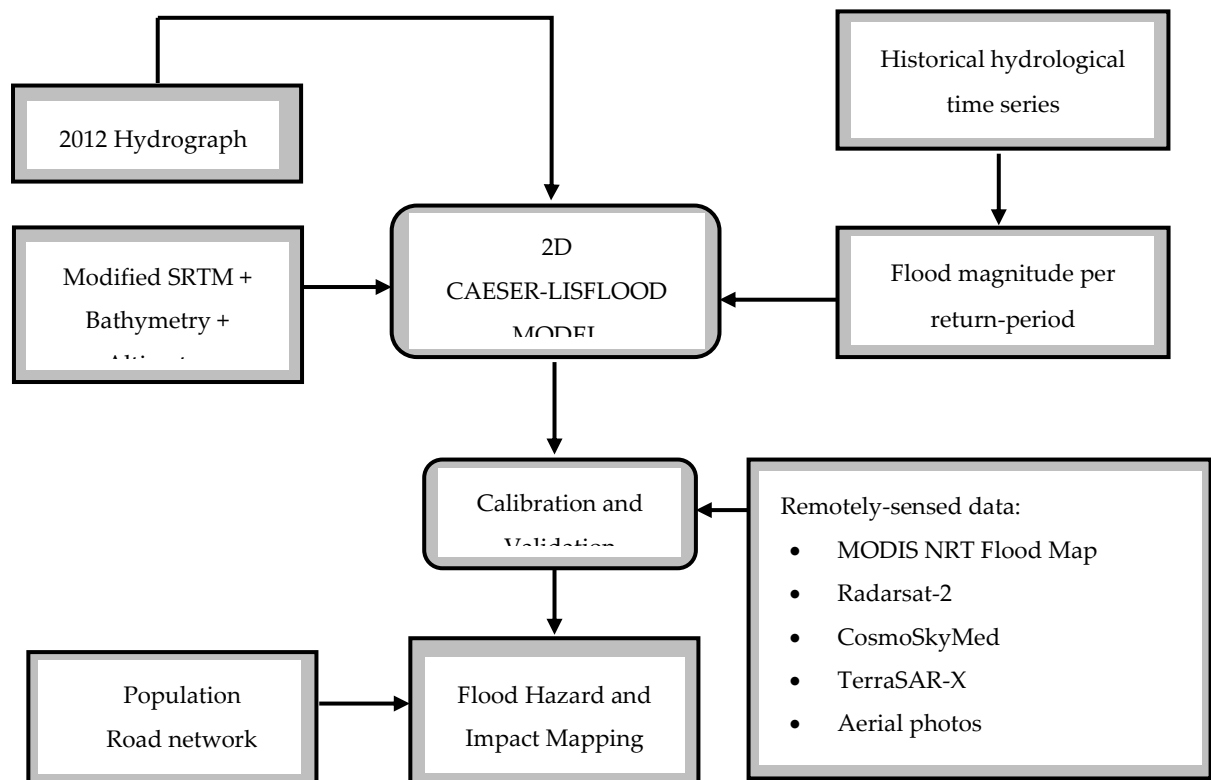 2012 Hydrograph
Historical hydrological
time series
Modified SRTM +
Bathymetry +
2D
CAESER-LISFLOOD
MODEL
Flood magnitude per
return-period
Calibration and
Validation
Remotely-sensed data:
• MODIS NRT Flood Map
• Radarsat-2
• CosmoSkyMed
• TerraSAR-X
• Aerial photos
Population
Road network
Flood Hazard and
Impact Mapping